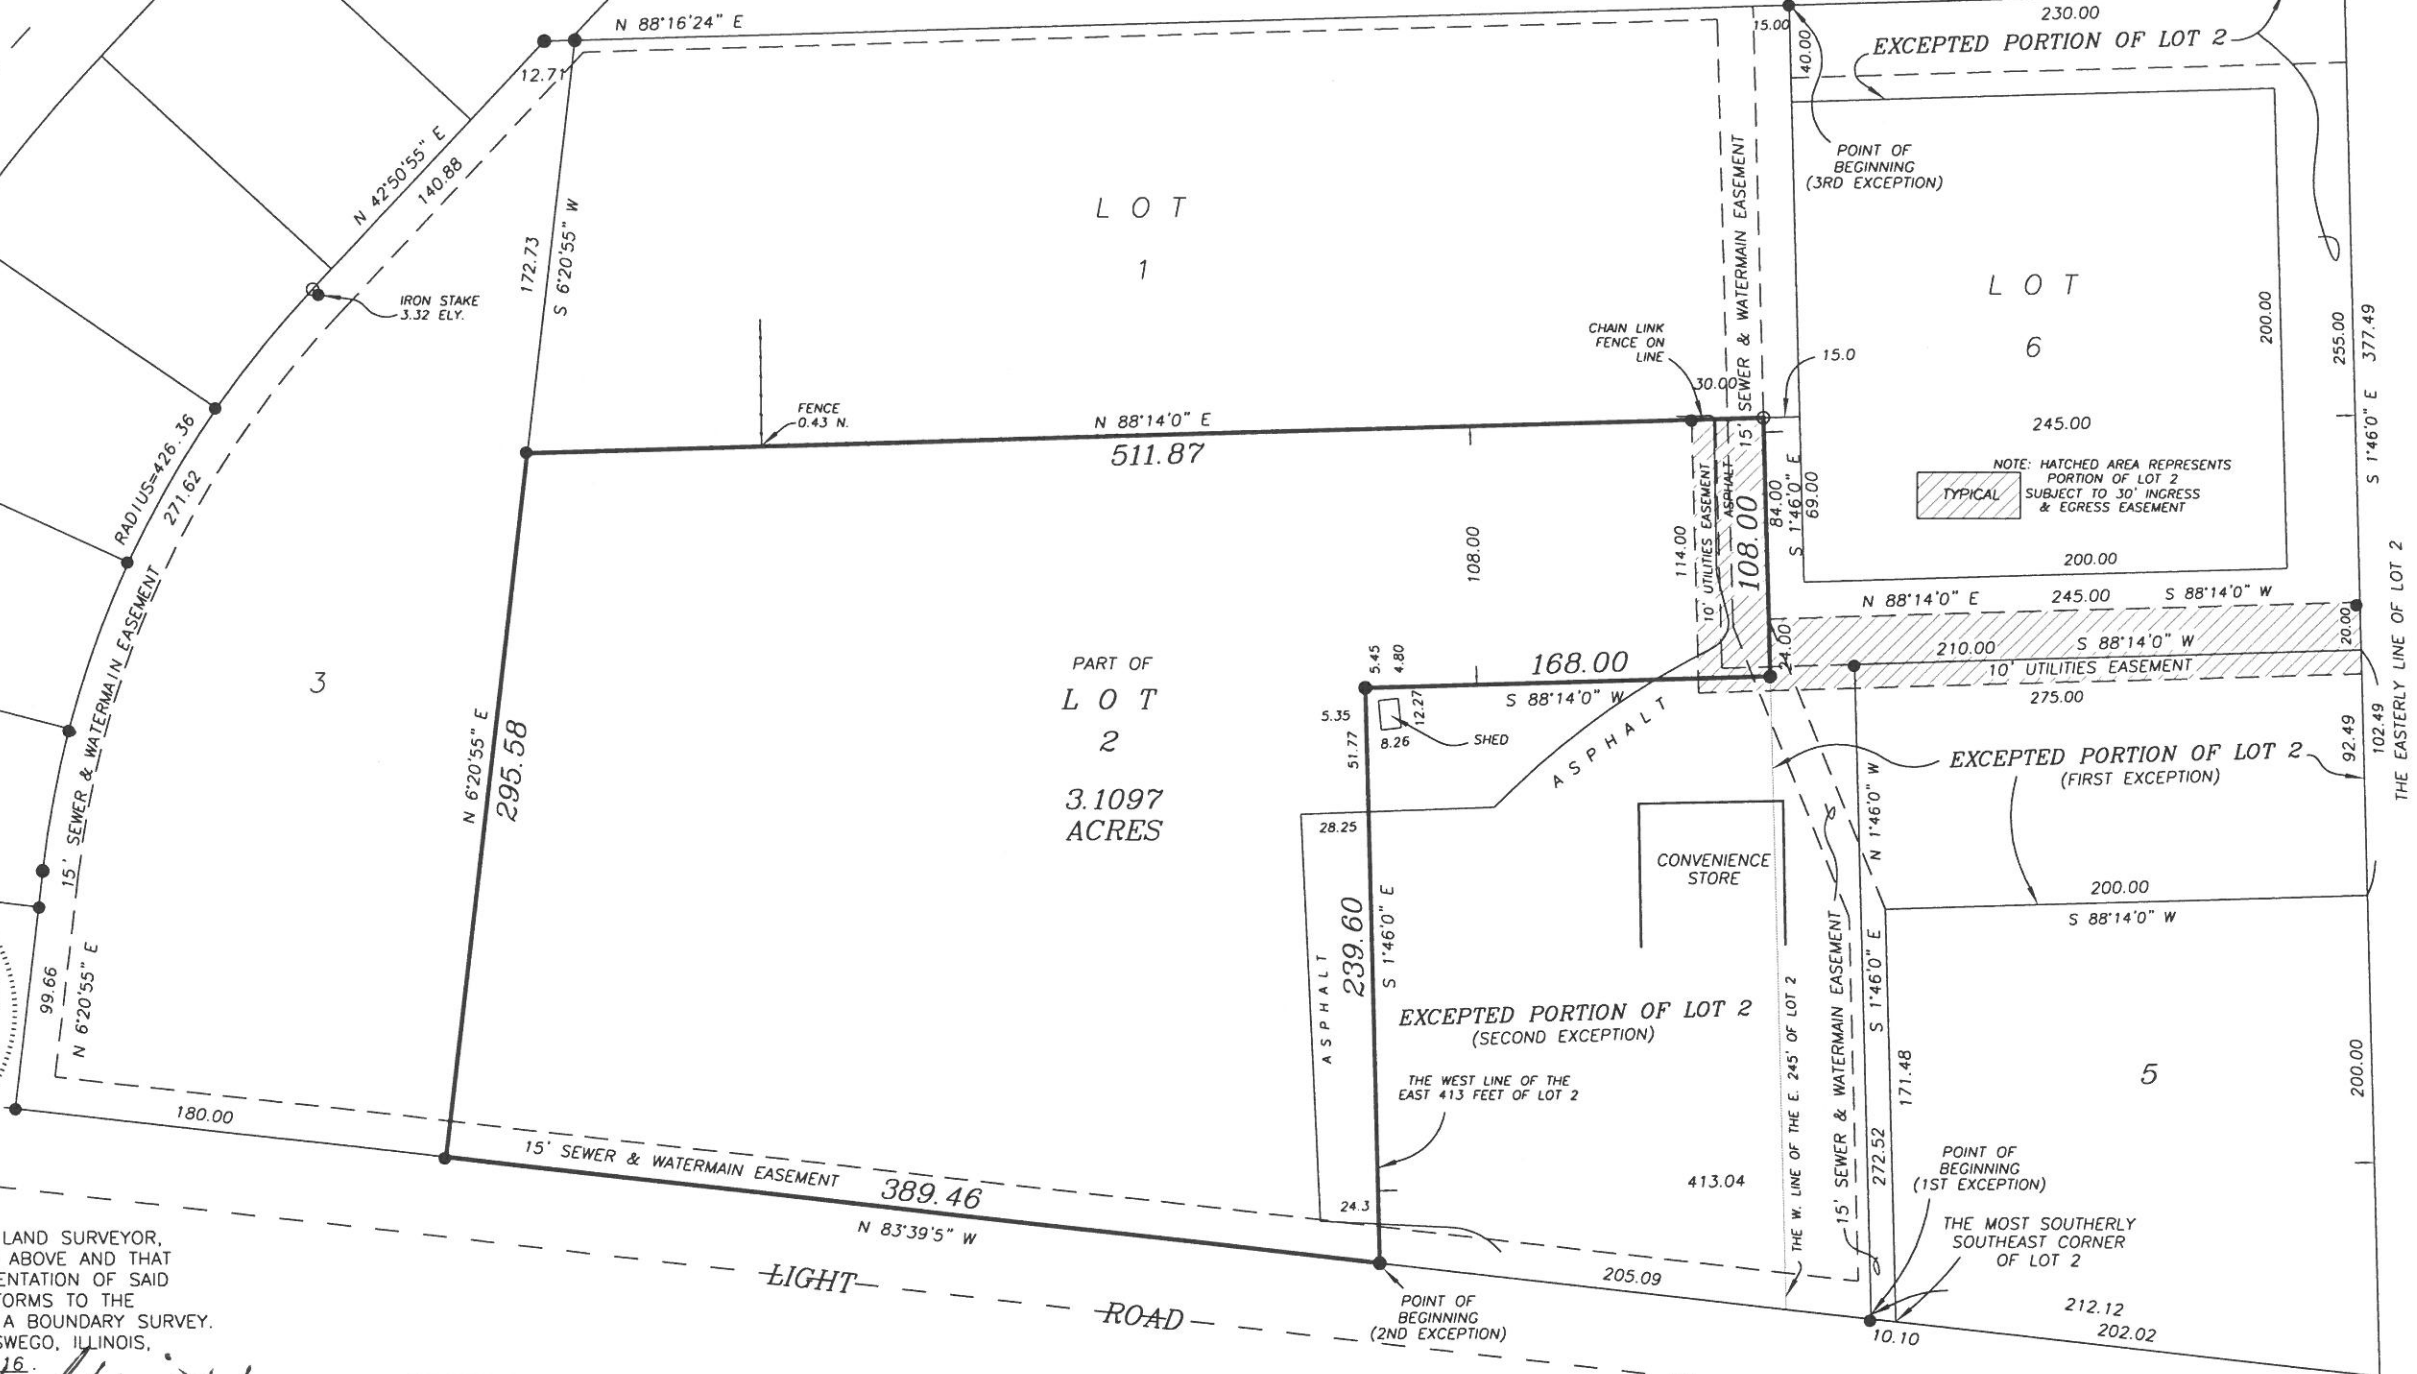 N 88°16'24" E
12.71
15.00
230.00
40.00
EXCEPTED PORTION OF LOT 2
N 42°50'55" E
140.88
POINT OF
BEGINNING
(3RD EXCEPTION)
172.73
S 6°20'55" W
LOT
1
15' SEWER & WATERMAIN EASEMENT
IRON STAKE
3.32 ELY.
LOT
6
200.00
255.00
377.49
S 1°46'0" E
CHAIN LINK
FENCE ON
LINE
15.0
30.00
FENCE
0.43 N.
N 88°14'0" E
511.87
245.00
RADIUS=426.36
271.62
NOTE: HATCHED AREA REPRESENTS
PORTION OF LOT 2
SUBJECT TO 30' INGRESS
& EGRESS EASEMENT
TYPICAL
108.00
114.00
10' UTILITIES EASEMENT
ASPHALT
108.00
84.00
S 1°46'0" E
69.00
200.00
N 88°14'0" E
245.00
S 88°14'0" W
20.00
THE EASTERLY LINE OF LOT 2
24.00
210.00
S 88°14'0" W
10' UTILITIES EASEMENT
275.00
15' SEWER & WATERMAIN EASEMENT
3
PART OF
LOT
2
3.1097
ACRES
5.45
4.80
168.00
S 88°14'0" W
5.35
12.27
8.26
SHED
51.77
ASPHALT
N 6°20'55" E
295.58
EXCEPTED PORTION OF LOT 2
(FIRST EXCEPTION)
92.49
102.49
N 1°46'0" W
28.25
CONVENIENCE
STORE
200.00
S 88°14'0" W
99.66
N 6°20'55" E
ASPHALT
239.60
S 1°46'0" E
EXCEPTED PORTION OF LOT 2
(SECOND EXCEPTION)
THE W. LINE OF THE E. 245' OF LOT 2
15' SEWER & WATERMAIN EASEMENT
S 1°46'0" E
171.48
272.52
5
200.00
THE WEST LINE OF THE
EAST 413 FEET OF LOT 2
413.04
180.00
15' SEWER & WATERMAIN EASEMENT
389.46
N 83°39'5" W
24.3
POINT OF
BEGINNING
(1ST EXCEPTION)
THE MOST SOUTHERLY
SOUTHEAST CORNER
OF LOT 2
LIGHT
ROAD
205.09
POINT OF
BEGINNING
(2ND EXCEPTION)
212.12
202.02
10.10
LAND SURVEYOR,
ABOVE AND THAT
ENTATION OF SAID
ORMS TO THE
A BOUNDARY SURVEY.
SWEGO, ILLINOIS,
16.